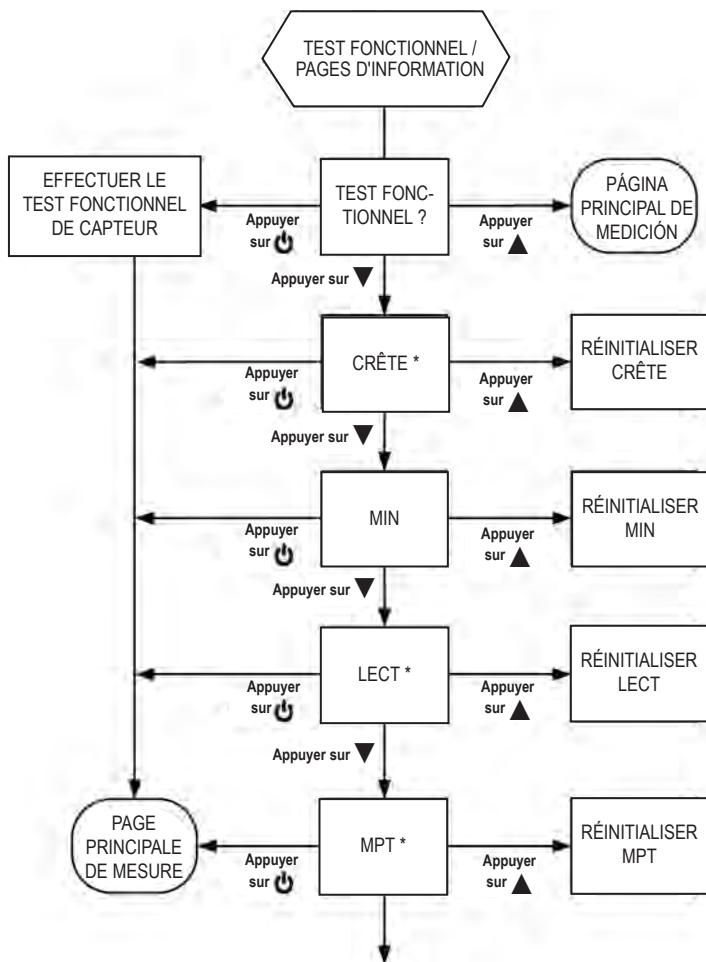 TEST FONCTIONNEL /
PAGES D'INFORMATION
EFFECTUER LE
TEST FONCTIONNEL
DE CAPTEUR
TEST FONC-
TIONNEL ?
PÁGINA
PRINCIPAL DE
MEDICIÓN
Appuyer
sur
Appuyer
sur ▲
Appuyer sur ▼
CRÊTE *
RÉINITIALISER
CRÊTE
Appuyer
sur
Appuyer
sur ▲
Appuyer sur ▼
MIN
RÉINITIALISER
MIN
Appuyer
sur
Appuyer
sur ▲
Appuyer sur ▼
LECT *
RÉINITIALISER
LECT
Appuyer
sur
Appuyer
sur ▲
Appuyer sur ▼
PAGE
PRINCIPALE
DE MESURE
MPT *
RÉINITIALISER
MPT
Appuyer
sur
Appuyer
sur ▲